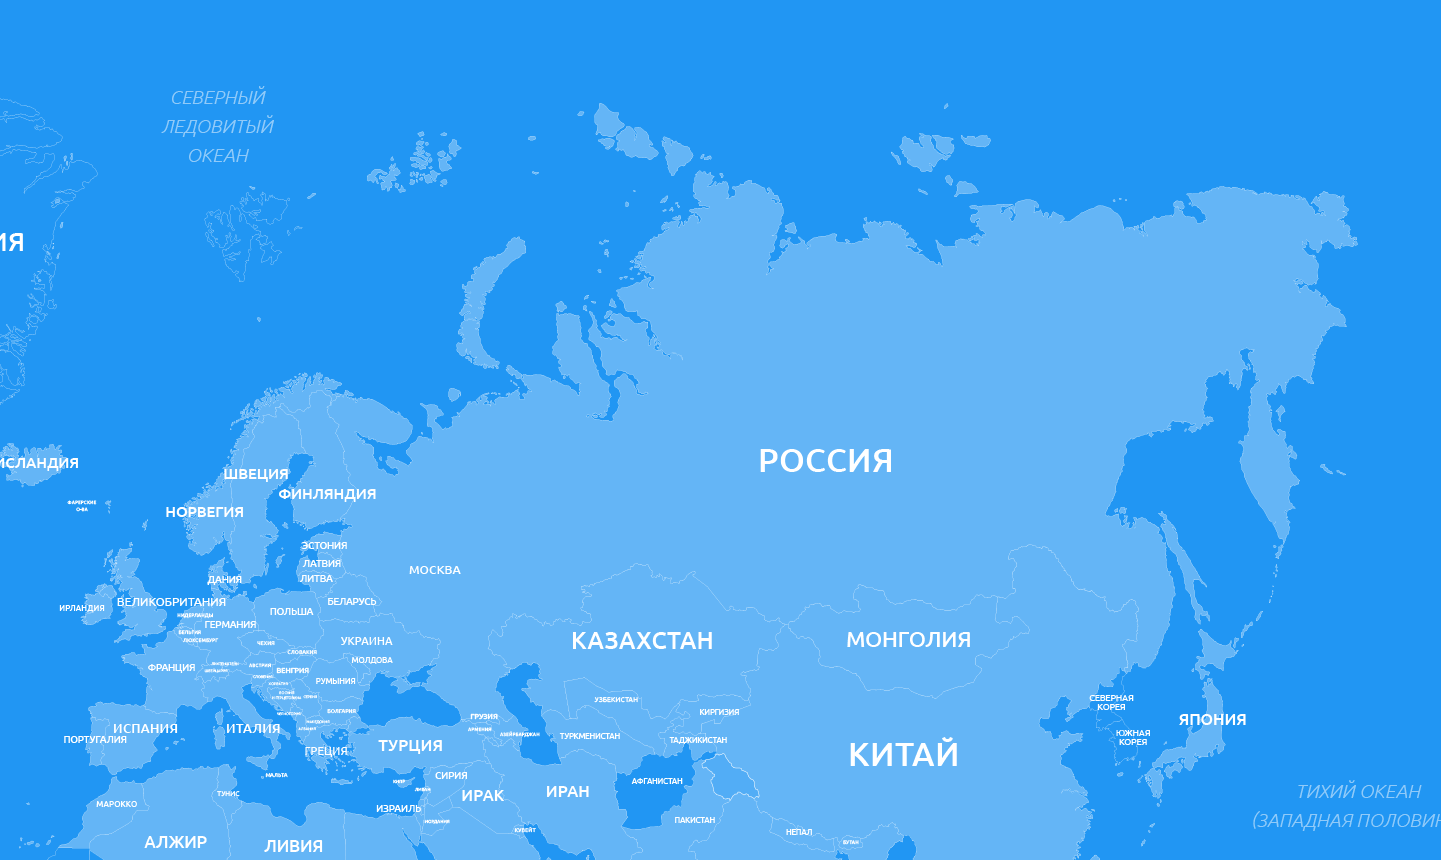 СЕВЕРНЫЙ
ЛЕДОВИТЫЙ
ОКЕАН
ИЯ
РОССИЯ
ИСЛАНДИЯ
ШВЕЦИЯ
ФИНЛЯНДИЯ
ФАРЕРСКИЕ
О-ВА
НОРВЕГИЯ
ЭСТОНИЯ
ЛАТВИЯ
ЛИТВА
МОСКВА
ДАНИЯ
ИРЛАНДИЯ
ВЕЛИКОБРИТАНИЯ
БЕЛАРУСЬ
ПОЛЬША
НИДЕРЛАНДЫ
ГЕРМАНИЯ
БЕЛЬГИЯ
ЛЮКСЕМБУРГ
ЧЕХИЯ
УКРАИНА
СЛОВАКИЯ
КАЗАХСТАН
МОНГОЛИЯ
МОЛДОВА
ФРАНЦИЯ
ЛИХТЕНШТЕЙН
ШВЕЙЦАРИЯ
АВСТРИЯ
ВЕНГРИЯ
СЛОВЕНИЯ
РУМЫНИЯ
ХОРВАТИЯ
БОСНИЯ
И ГЕРЦЕГОВИНА
СЕРБИЯ
УЗБЕКИСТАН
СЕВЕРНАЯ
КОРЕЯ
ЧЕРНОГОРИЯ
БОЛГАРИЯ
КИРГИЗИЯ
ГРУЗИЯ
МАКЕДОНИЯ
АЛБАНИЯ
ЯПОНИЯ
ИСПАНИЯ
ИТАЛИЯ
АРМЕНИЯ
АЗЕЙРБАРДЖАН
ТУРКМЕНИСТАН
ТАДЖИКИСТАН
ЮЖНАЯ
КОРЕЯ
ПОРТУГАЛИЯ
ГРЕЦИЯ
ТУРЦИЯ
КИТАЙ
МАЛЬТА
СИРИЯ
КИПР
АФГАНИСТАН
ЛИВАН
ИРАК
ИРАН
ТУНИС
ТИХИЙ ОКЕАН
(ЗАПАДНАЯ ПОЛОВИН
МАРОККО
ИЗРАИЛЬ
ИОРДАНИЯ
ПАКИСТАН
КУВЕЙТ
НЕПАЛ
БУТАН
АЛЖИР
ЛИВИЯ